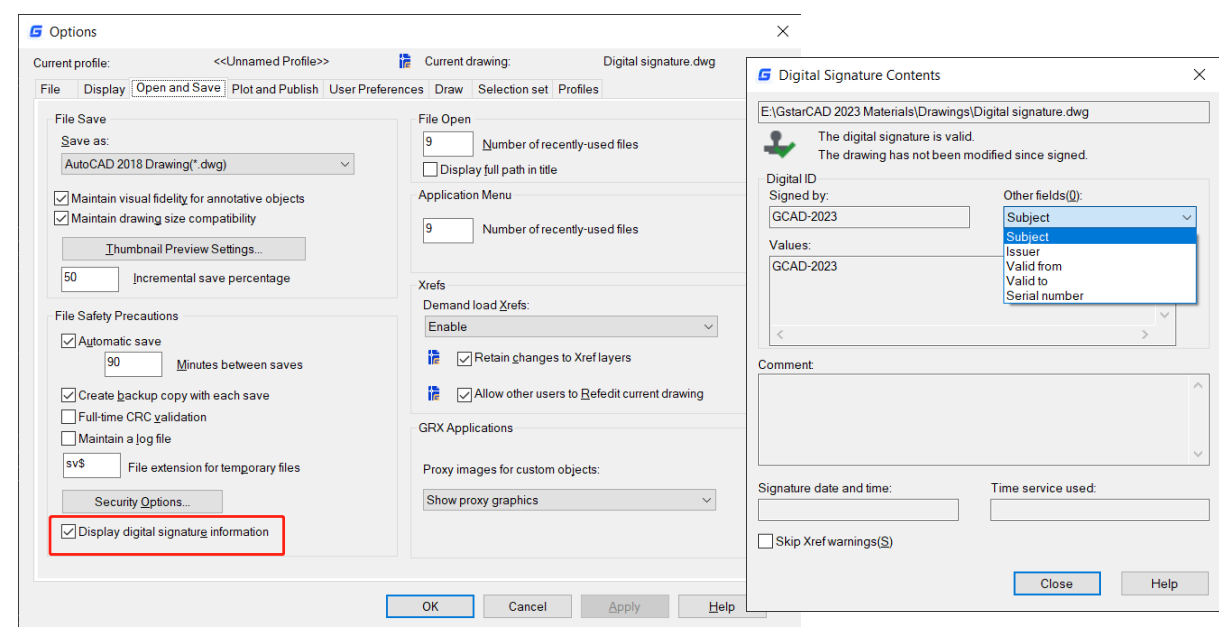 Options
Current profile:
<<Unnamed Profile>>
Current drawing:
Digital signature.dwg
File
Display
Open and Save
Plot and Publish
User Preferences
Draw
Selection set
Profiles
File Save
Save as:
AutoCAD 2018 Drawing(*.dwg)
Maintain visual fidelity for annotative objects
Maintain drawing size compatibility
Thumbnail Preview Settings...
50
Incremental save percentage
File Safety Precautions
Automatic save
90
Minutes between saves
Create backup copy with each save
Full-time CRC validation
Maintain a log file
sv$
File extension for temporary files
Security Options...
Display digital signature information
File Open
9
Number of recently-used files
Display full path in title
Application Menu
9
Number of recently-used files
Xrefs
Demand load Xrefs:
Enable
Retain changes to Xref layers
Allow other users to Refedit current drawing
GRX Applications
Proxy images for custom objects:
Show proxy graphics
OK
Cancel
Apply
Help
Digital Signature Contents
E:\GstarCAD 2023 Materials\Drawings\Digital signature.dwg
The digital signature is valid.
The drawing has not been modified since signed.
Digital ID
Signed by:
GCAD-2023
Other fields(0):
Subject
Subject
Issuer
Valid from
Valid to
Serial number
Values:
GCAD-2023
Comment:
Signature date and time:
Time service used:
Skip Xref warnings(S)
Close
Help